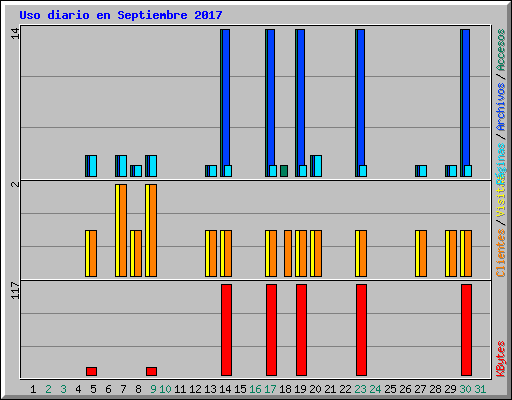 Uso diario en Septiembre 2017
14
2
117
Clientes / Visitas
Páginas / Archivos / Accesos
KBytes
1 2 3 4 5 6 7 8 9 10 11 12 13 14 15 16 17 18 19 20 21 22 23 24 25 26 27 28 29 30 31